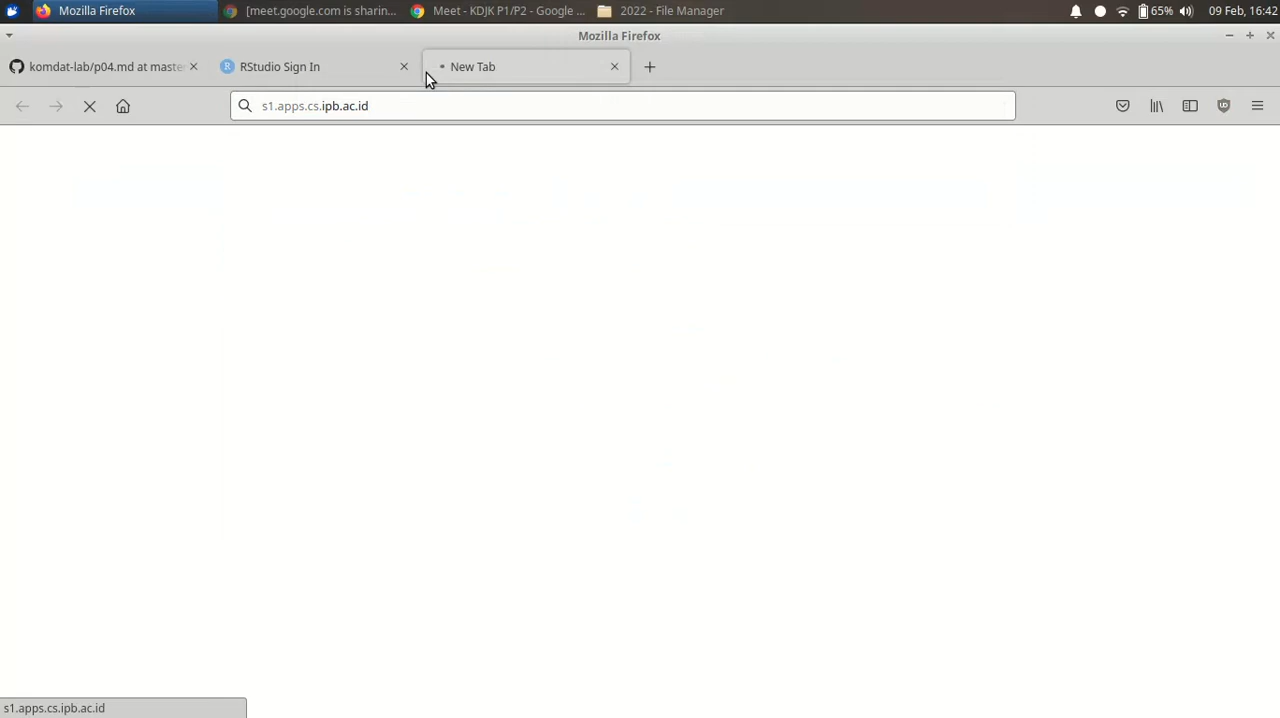 Mozilla Firefox
[meet.google.com is sharin...
Meet - KDJK P1/P2 - Google ...
2022 - File Manager
65%
09 Feb, 16:42
Mozilla Firefox
komdat-lab/p04.md at maste
RStudio Sign In
New Tab
s1.apps.cs.ipb.ac.id
s1.apps.cs.ipb.ac.id